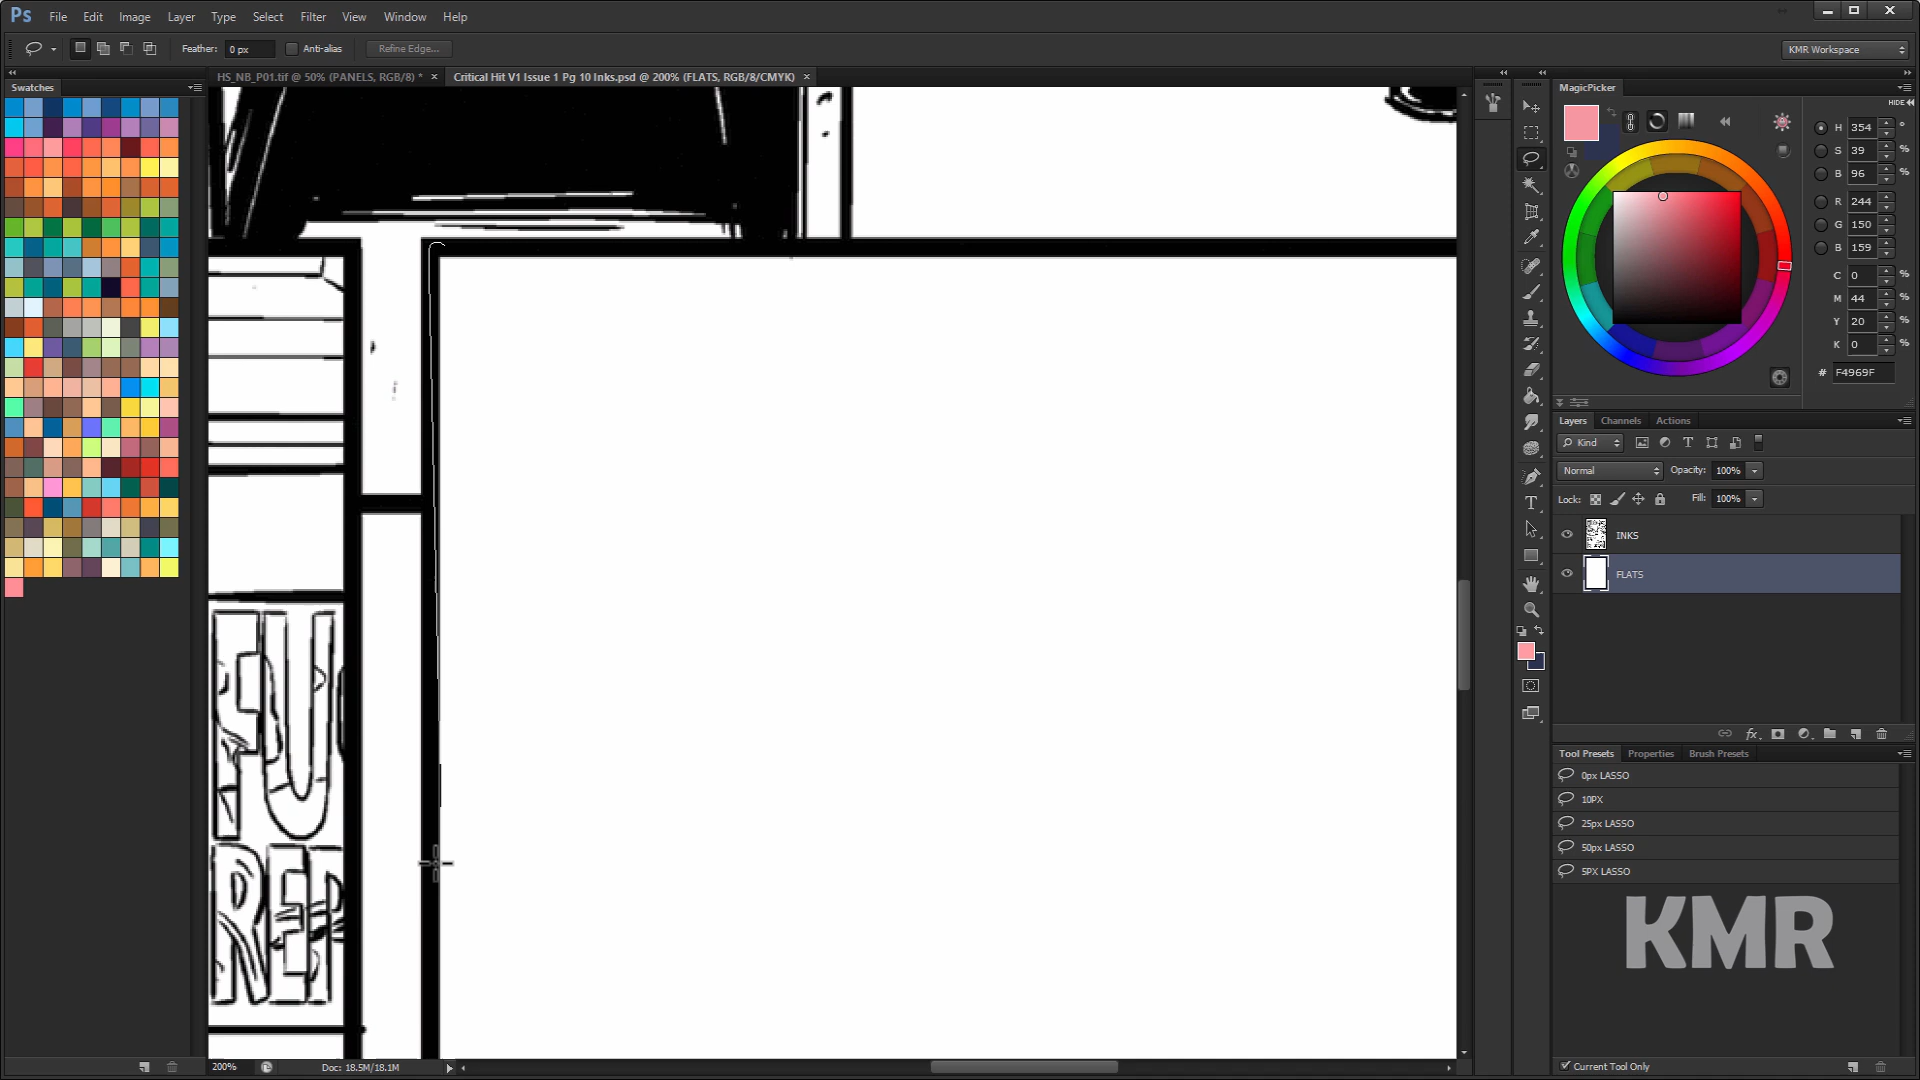 Ps File Edit Image Layer Type Select Filter View Window Help
Feather: 0 px Anti-alias Refine Edge... KMR Workspace
HS_NB_P01.tif @ 50% (PANELS, RGB/8) * Critical Hit V1 Issue 1 Pg 10 Inks.psd @ 200% (FLATS, RGB/8/CMYK)
Swatches
MagicPicker
HIDE
H 354 °
S 39 %
B 96 %
R 244
G 150
B 159
C 0 %
M 44 %
Y 20 %
K 0 %
# F4969F
Layers Channels Actions
Kind
Normal Opacity: 100%
Lock: Fill: 100%
INKS
FLATS
fx
Tool Presets Properties Brush Presets
0px LASSO
10PX
25px LASSO
50px LASSO
5PX LASSO
KMR
Current Tool Only
200% Doc: 18.5M/18.1M